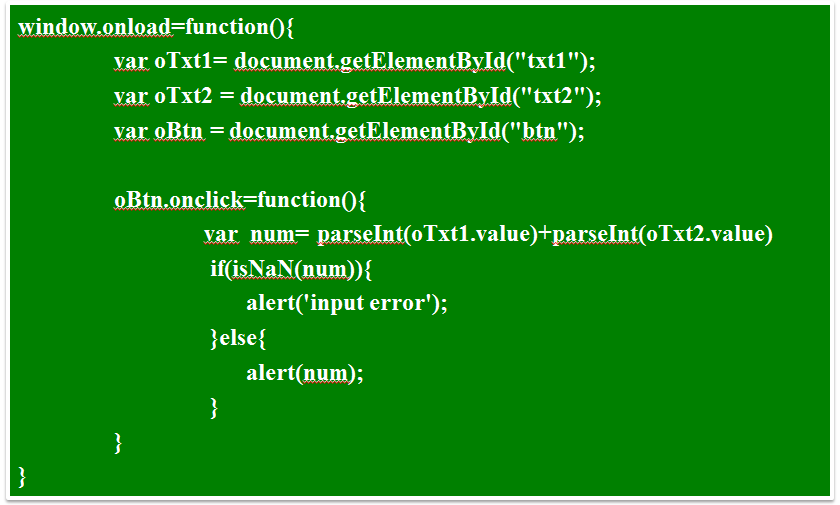 window.onload=function(){
var oTxt1= document.getElementById("txt1");
var oTxt2 = document.getElementById("txt2");
var oBtn = document.getElementById("btn");
oBtn.onclick=function(){
var  num= parseInt(oTxt1.value)+parseInt(oTxt2.value)
if(isNaN(num)){
alert('input error');
}else{
alert(num);
}
}
}